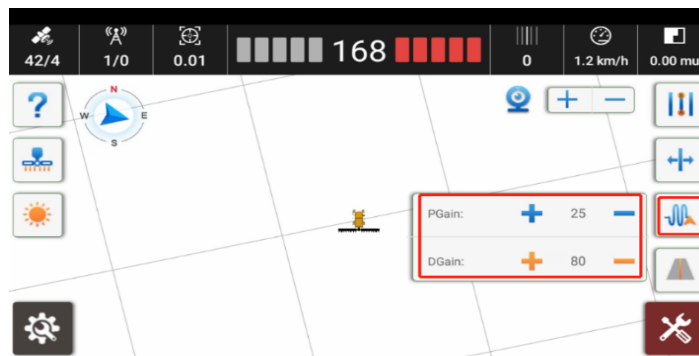 42/4
1/0
0.01
168
0
1.2 km/h
0.00 mu
?
N
W
E
S
+ −
PGain: + 25 −
DGain: + 80 −